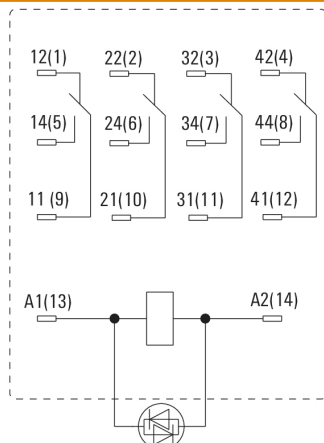 12(1) 22(2) 32(3) 42(4)
14(5) 24(6) 34(7) 44(8)
11 (9) 21(10) 31(11) 41(12)
A1(13) A2(14)